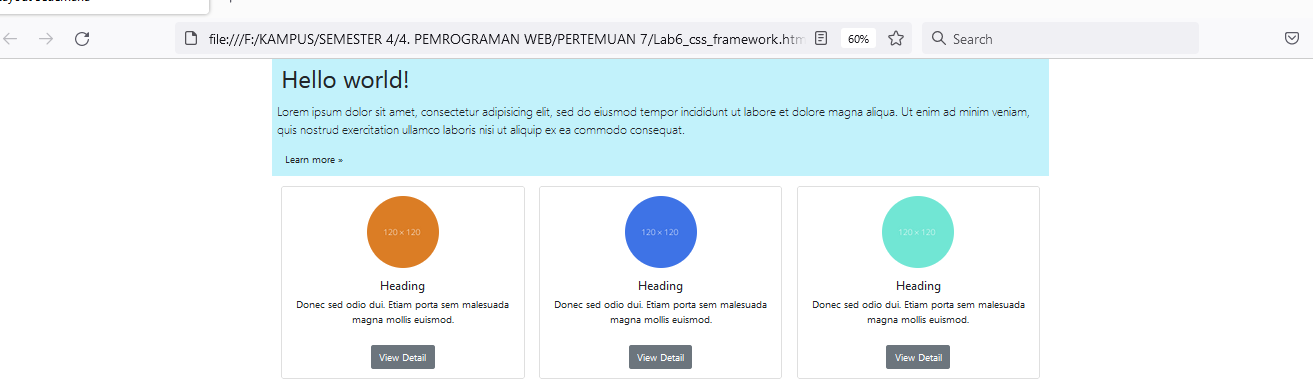 file:///F:/KAMPUS/SEMESTER 4/4. PEMROGRAMAN WEB/PERTEMUAN 7/Lab6_css_framework.htm
60%
Search
Hello world!
Lorem ipsum dolor sit amet, consectetur adipisicing elit, sed do eiusmod tempor incididunt ut labore et dolore magna aliqua. Ut enim ad minim veniam,
quis nostrud exercitation ullamco laboris nisi ut aliquip ex ea commodo consequat.
Learn more »
120 × 120
120 × 120
120 × 120
Heading
Heading
Heading
Donec sed odio dui. Etiam porta sem malesuada
magna mollis euismod.
Donec sed odio dui. Etiam porta sem malesuada
magna mollis euismod.
Donec sed odio dui. Etiam porta sem malesuada
magna mollis euismod.
View Detail
View Detail
View Detail